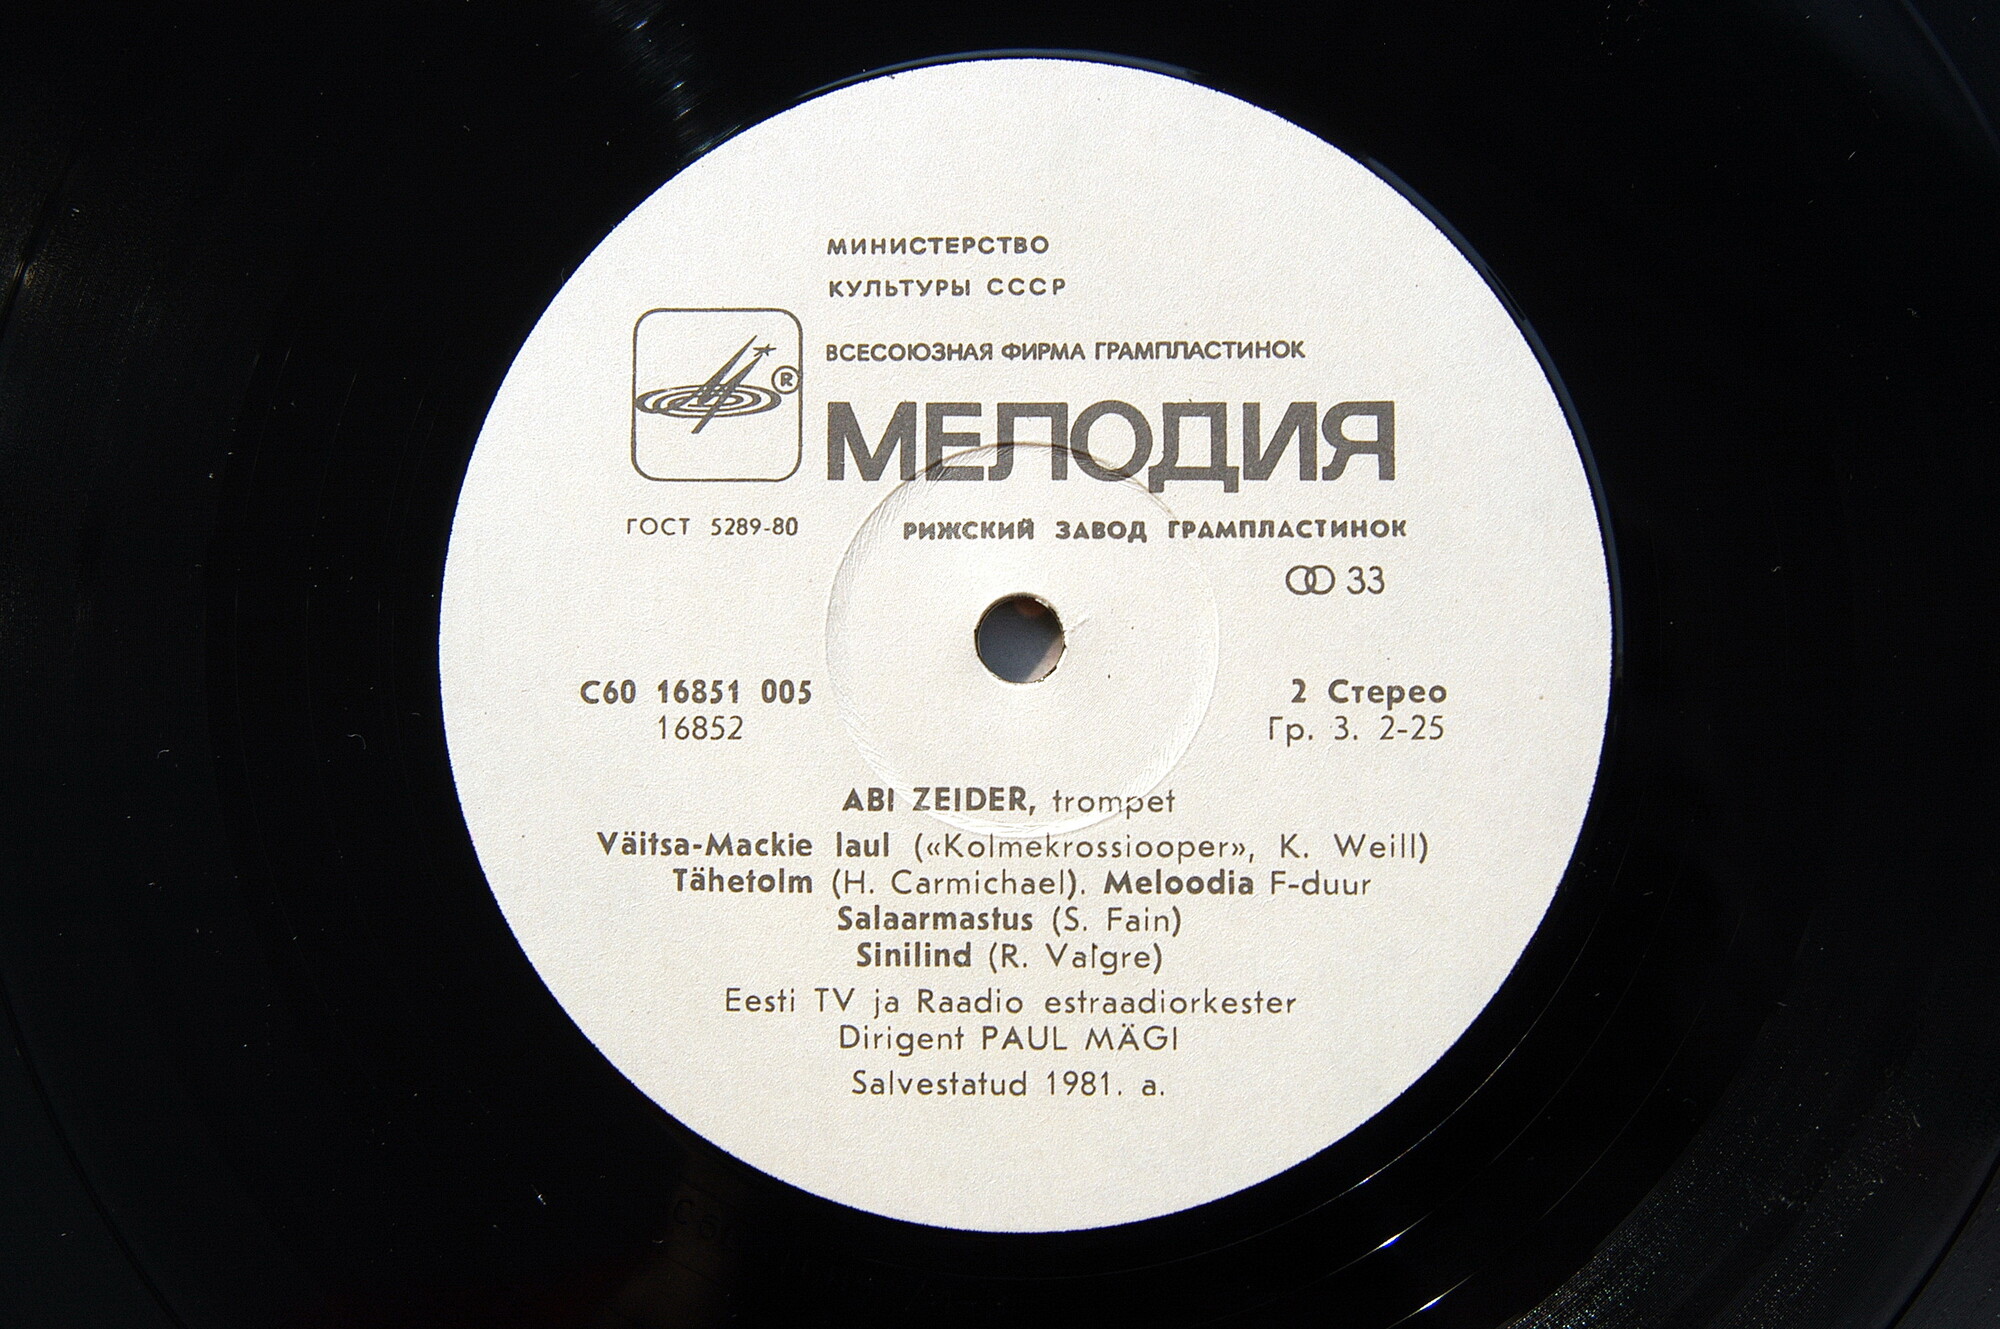 МИНИСТЕРСТВО
КУЛЬТУРЫ СССР
ВСЕСОЮЗНАЯ ФИРМА ГРАМПЛАСТИНОК
®
МЕЛОДИЯ
ГОСТ 5289-80
РИЖСКИЙ ЗАВОД ГРАМПЛАСТИНОК
33
С60 16851 005
16852
2 Стерео
Гр. 3. 2-25
ABI ZEIDER, trompet
Väitsa-Mackie laul («Kolmekrossiooper», K. Weill)
Tähetolm (H. Carmichael). Meloodia F-duur
Salaarmastus (S. Fain)
Sinilind (R. Valgre)
Eesti TV ja Raadio estraadiorkester
Dirigent PAUL MÄGI
Salvestatud 1981. a.